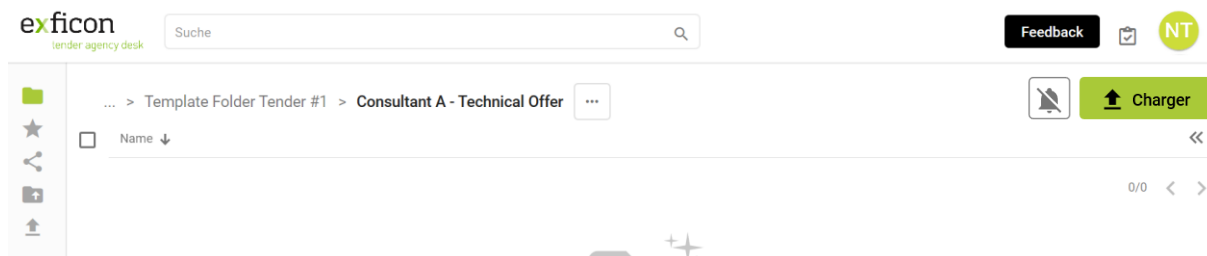 exficon
tender agency desk
Suche
Feedback
NT
... > Template Folder Tender #1 > Consultant A - Technical Offer ...
Charger
Name
0/0